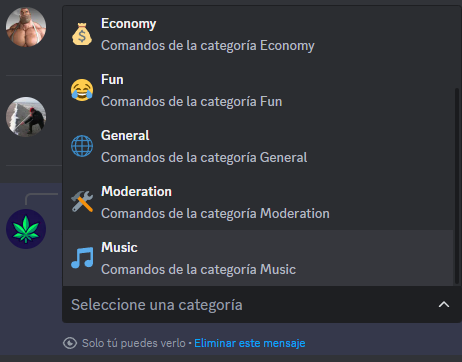 Economy
Comandos de la categoría Economy
Fun
Comandos de la categoría Fun
General
Comandos de la categoría General
Moderation
Comandos de la categoría Moderation
Music
Comandos de la categoría Music
Seleccione una categoría
Solo tú puedes verlo • Eliminar este mensaje